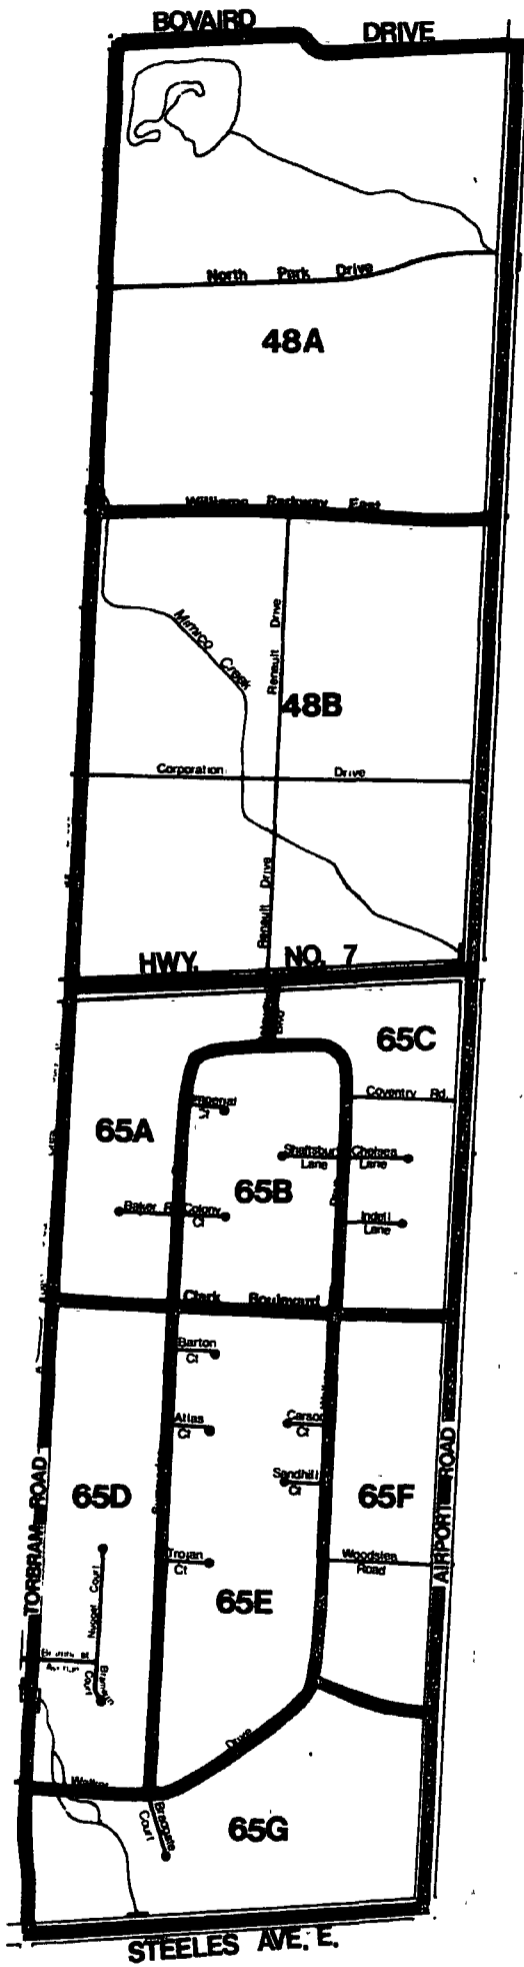 BOVAIRD DRIVE
North Park Drive
48A
Williams Parkway East
Mimico Creek
Renault Drive
48B
Corporation Drive
Renault Drive
HWY. NO. 7
65C
Imperial Ct
Coventry Rd.
65A
Chelsea Lane
Lane
65B
Colony Ct
Indell Lane
Clark Boulevard
Barton Ct
Atlas Ct
Carson Ct
Sandhill Ct
65D
65F
TORBRAM ROAD
AIRPORT ROAD
Trojan Ct
Woodslea Road
65E
Nugget Court
Court
Drive
Walker
Bracgate Court
65G
STEELES AVE. E.